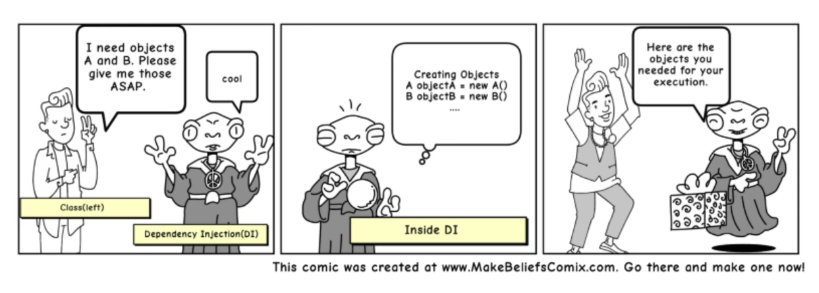 I need objects
A and B. Please
give me those
ASAP.
cool
Class(left)
Dependency Injection(DI)
Creating Objects
A objectA = new A()
B objectB = new B()
....
Inside DI
Here are the
objects you
needed for your
execution.
This comic was created at www.MakeBeliefsComix.com. Go there and make one now!